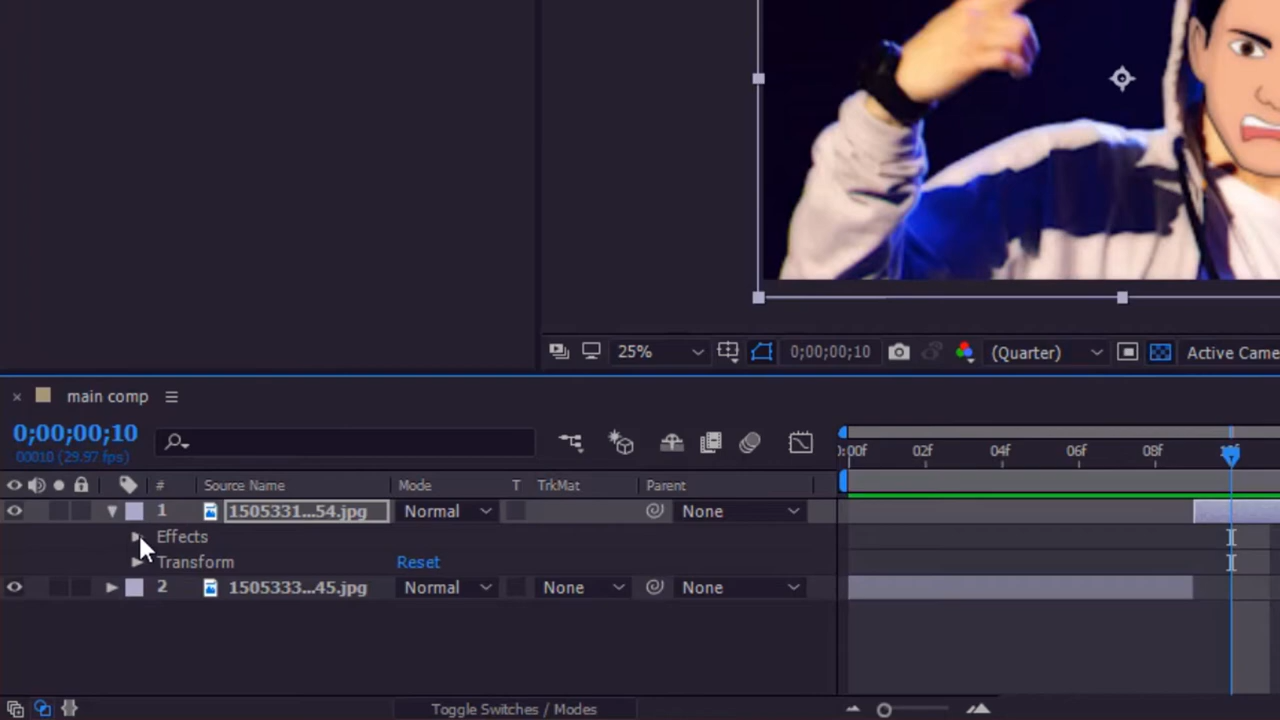 25%
0;00;00;10
(Quarter)
Active Came
main comp
0;00;00;10
00010 (29.97 fps)
:00f
02f
04f
06f
08f
#
Source Name
Mode
T
TrkMat
Parent
1
1505331...54.jpg
Normal
None
Effects
Transform
Reset
2
1505333...45.jpg
Normal
None
None
Toggle Switches / Modes